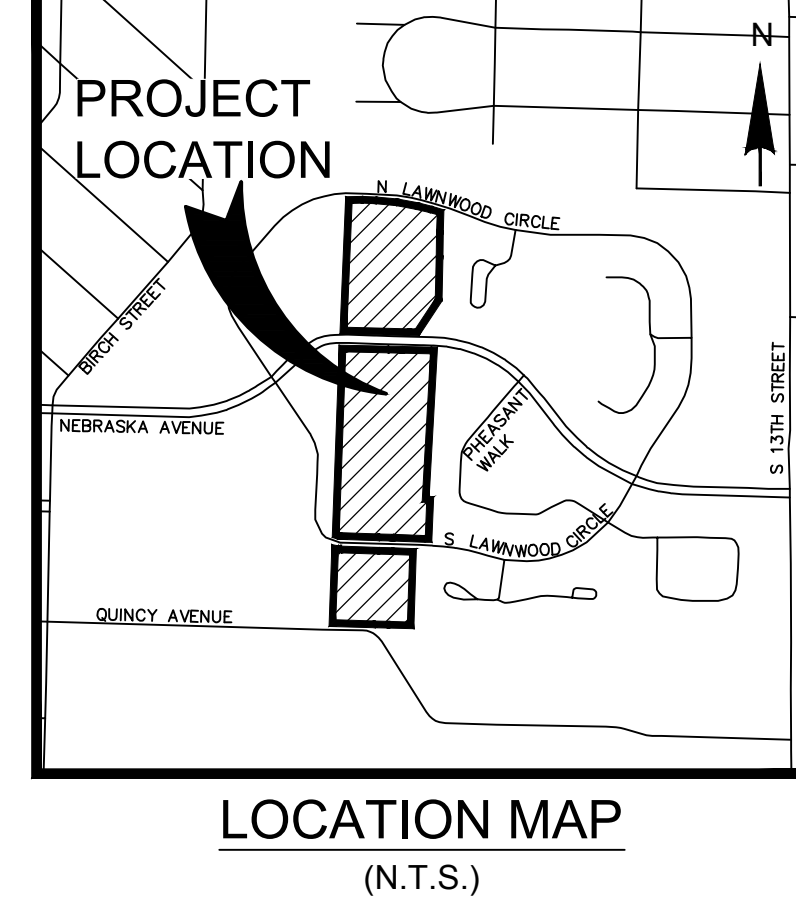 N
PROJECT
LOCATION
N LAWNWOOD CIRCLE
BIRCH STREET
S 13TH STREET
NEBRASKA AVENUE
PHEASANT
WALK
S LAWNWOOD CIRCLE
QUINCY AVENUE
LOCATION MAP
(N.T.S.)